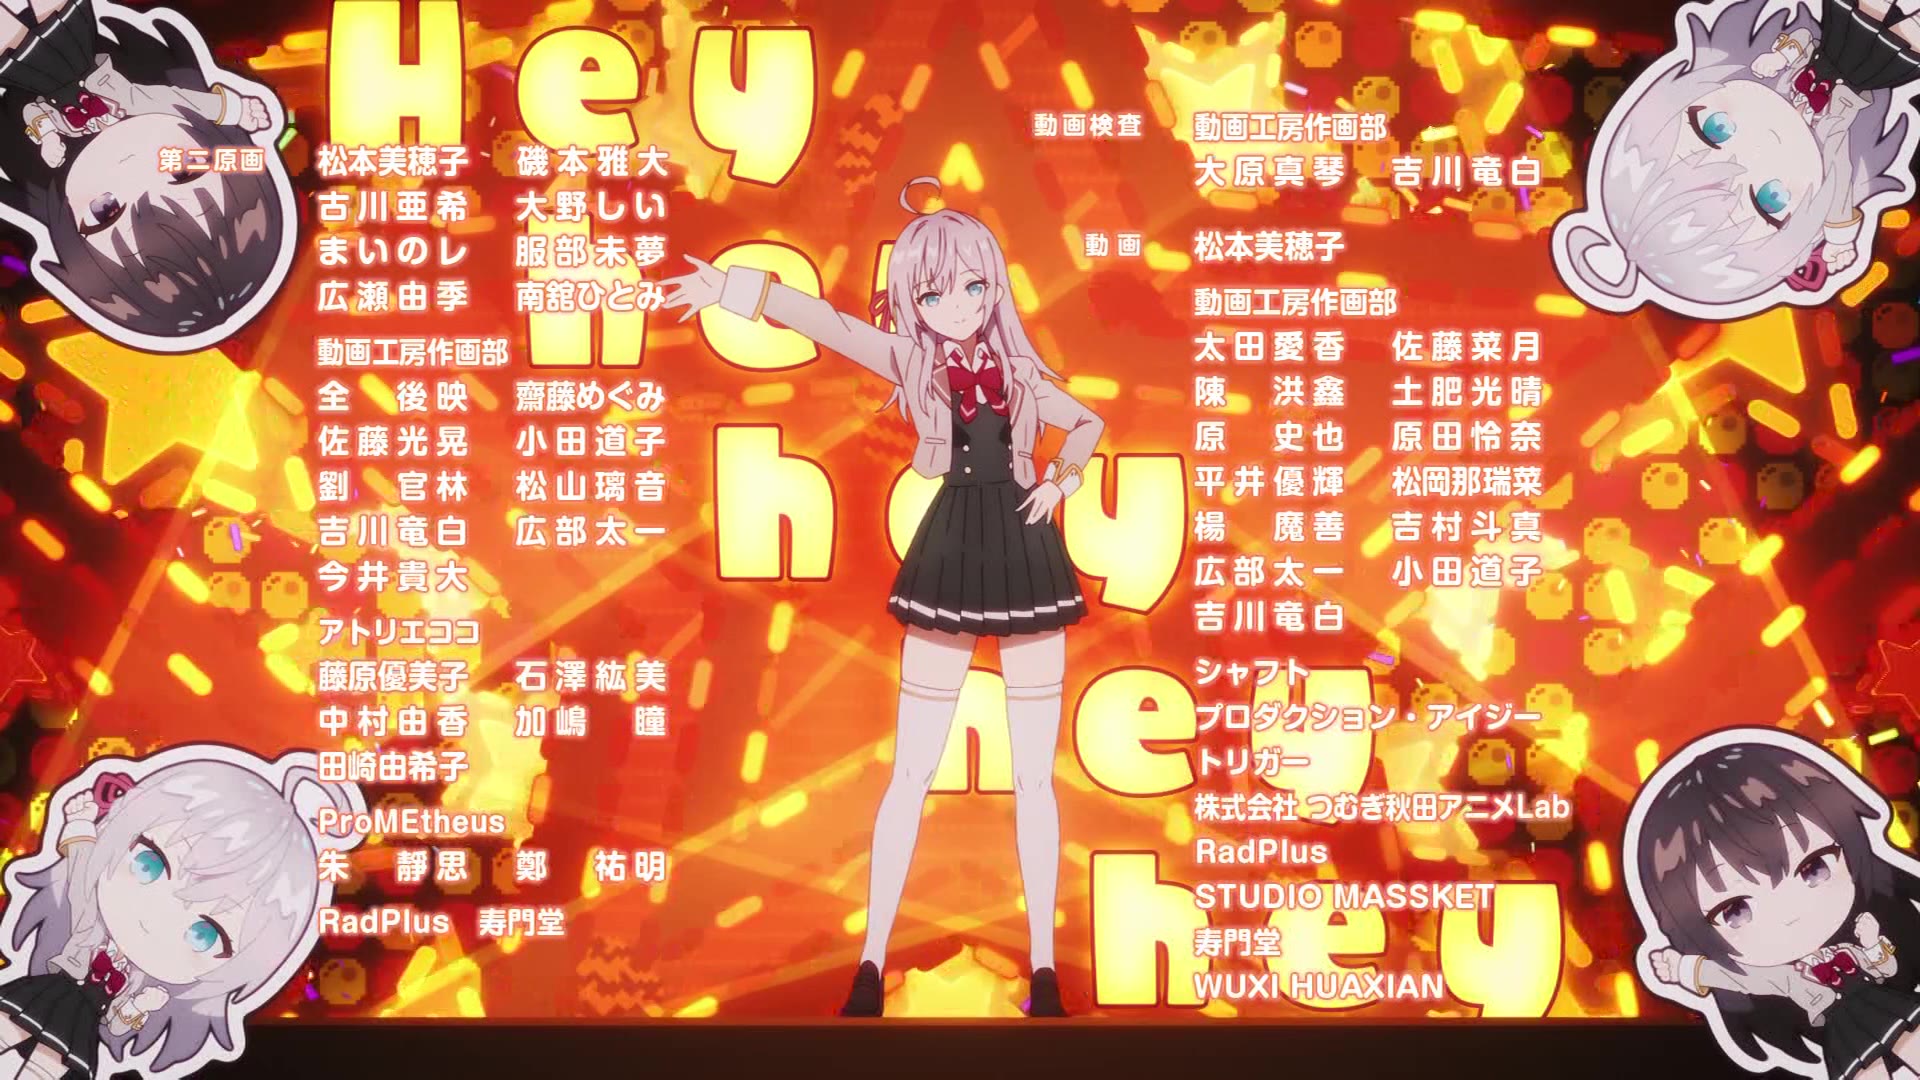 Hey
hey
hey
hey
hey
第二原画
松本美穂子　磯本雅大
古川亜希　大野しい
まいのレ　服部未夢
広瀬由季　南舘ひとみ
動画工房作画部
全　後映　齋藤めぐみ
佐藤光晃　小田道子
劉　官林　松山璃音
吉川竜白　広部太一
今井貴大
アトリエココ
藤原優美子　石澤紘美
中村由香　加嶋　瞳
田崎由希子
ProMEtheus
朱　靜思　鄭　祐明
RadPlus　寿門堂
動画検査　動画工房作画部
大原真琴　吉川竜白
動画　松本美穂子
動画工房作画部
太田愛香　佐藤菜月
陳　洪鑫　土肥光晴
原　史也　原田怜奈
平井優輝　松岡那瑞菜
楊　魔善　吉村斗真
広部太一　小田道子
吉川竜白
シャフト
プロダクション・アイジー
トリガー
株式会社 つむぎ秋田アニメLab
RadPlus
STUDIO MASSKET
寿門堂
WUXI HUAXIAN